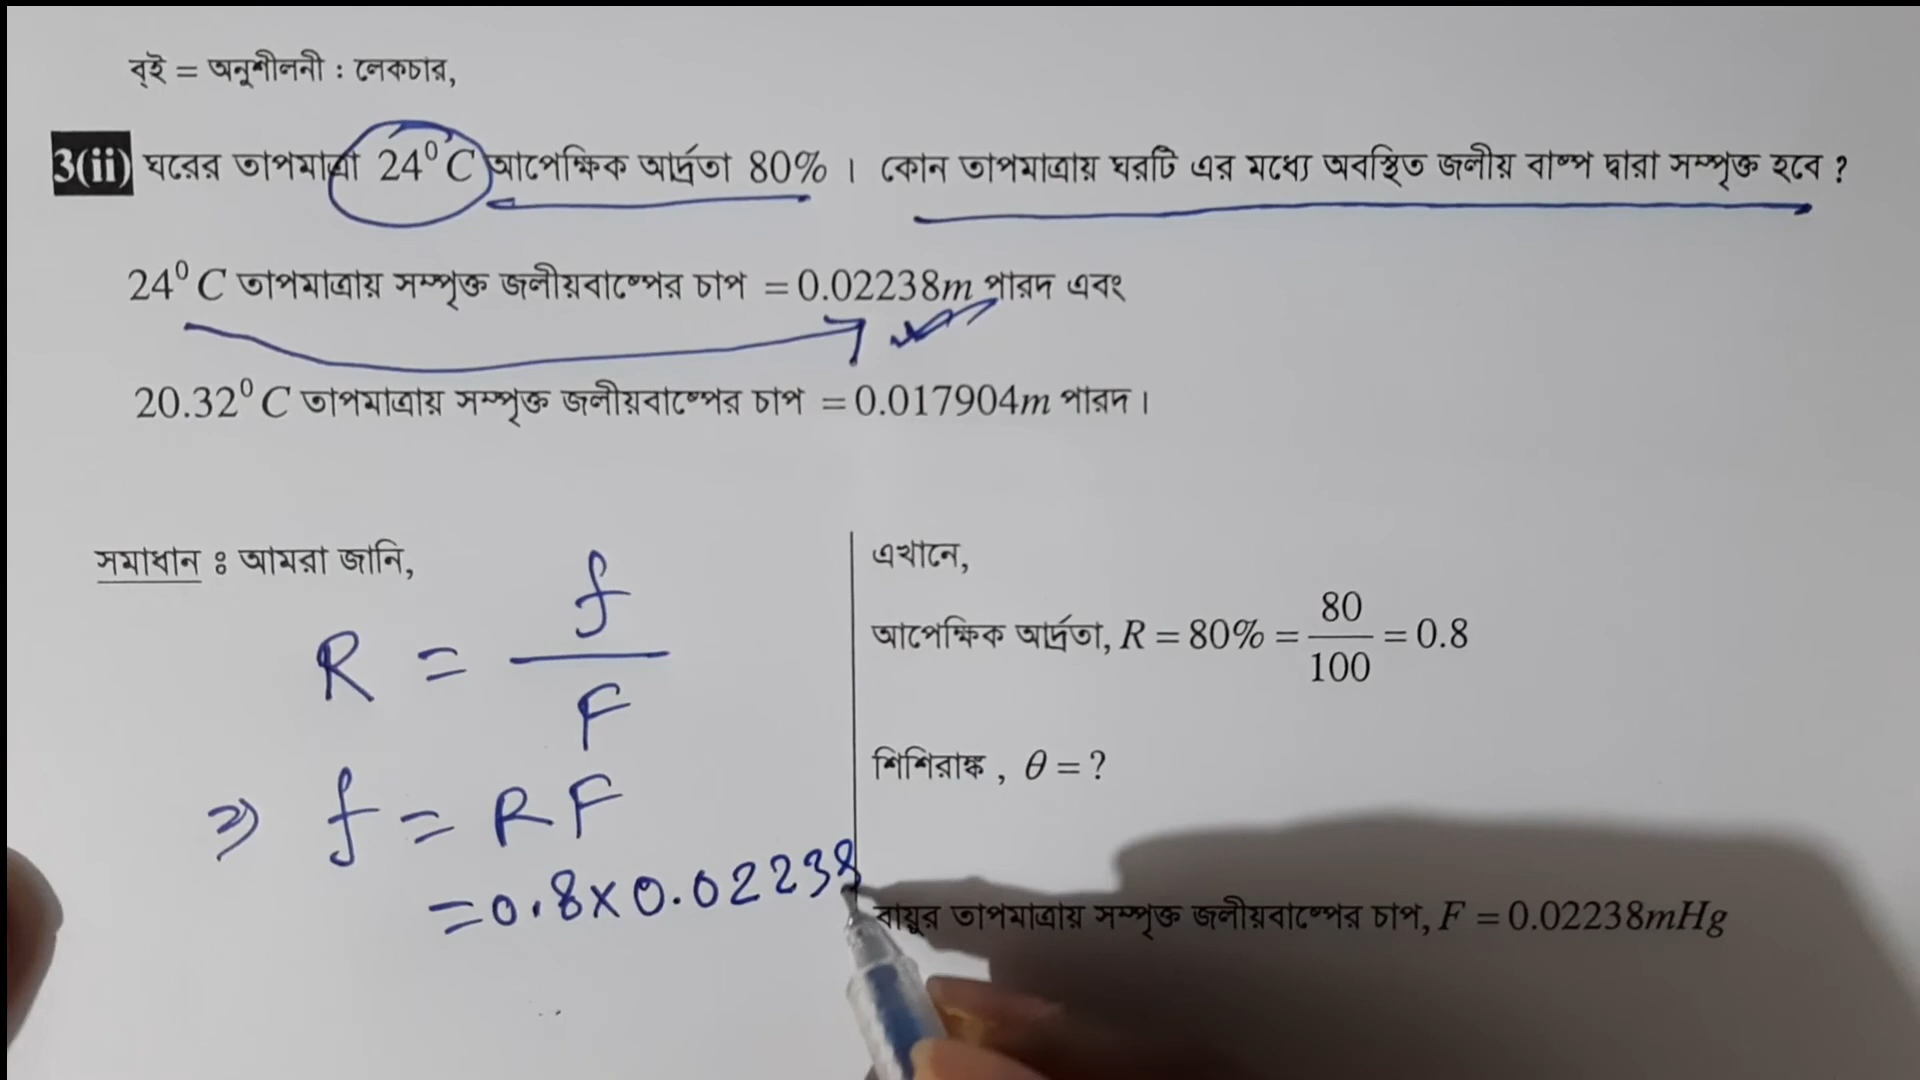 বই = অনুশীলনী : লেকচার,
3(ii) ঘরের তাপমাত্রা 24⁰C আপেক্ষিক আর্দ্রতা 80% । কোন তাপমাত্রায় ঘরটি এর মধ্যে অবস্থিত জলীয় বাষ্প দ্বারা সম্পৃক্ত হবে ?
24⁰C তাপমাত্রায় সম্পৃক্ত জলীয়বাষ্পের চাপ = 0.02238m পারদ এবং
20.32⁰C তাপমাত্রায় সম্পৃক্ত জলীয়বাষ্পের চাপ = 0.017904m পারদ ।
সমাধান ঃ আমরা জানি,
R = f/F
⇒ f = RF
= 0.8 × 0.02238
এখানে,
আপেক্ষিক আর্দ্রতা, R = 80% = 80/100 = 0.8
শিশিরাঙ্ক , θ = ?
বায়ুর তাপমাত্রায় সম্পৃক্ত জলীয়বাষ্পের চাপ, F = 0.02238mHg